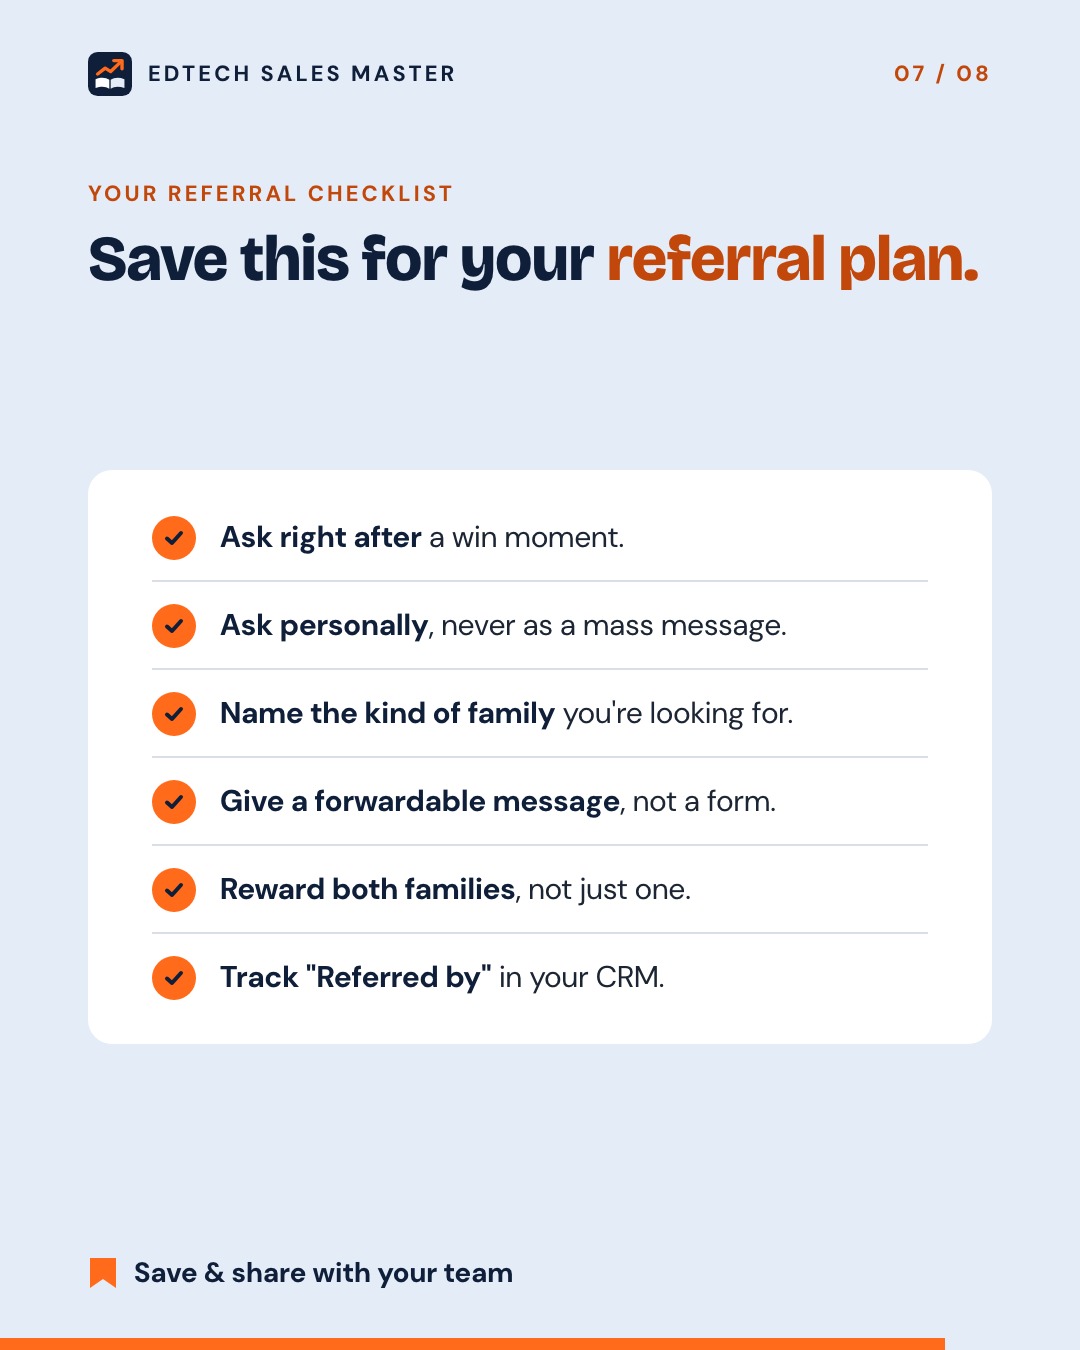 EDTECH SALES MASTER
07 / 08
YOUR REFERRAL CHECKLIST
Save this for your referral plan.
Ask right after a win moment.
Ask personally, never as a mass message.
Name the kind of family you're looking for.
Give a forwardable message, not a form.
Reward both families, not just one.
Track "Referred by" in your CRM.
Save & share with your team